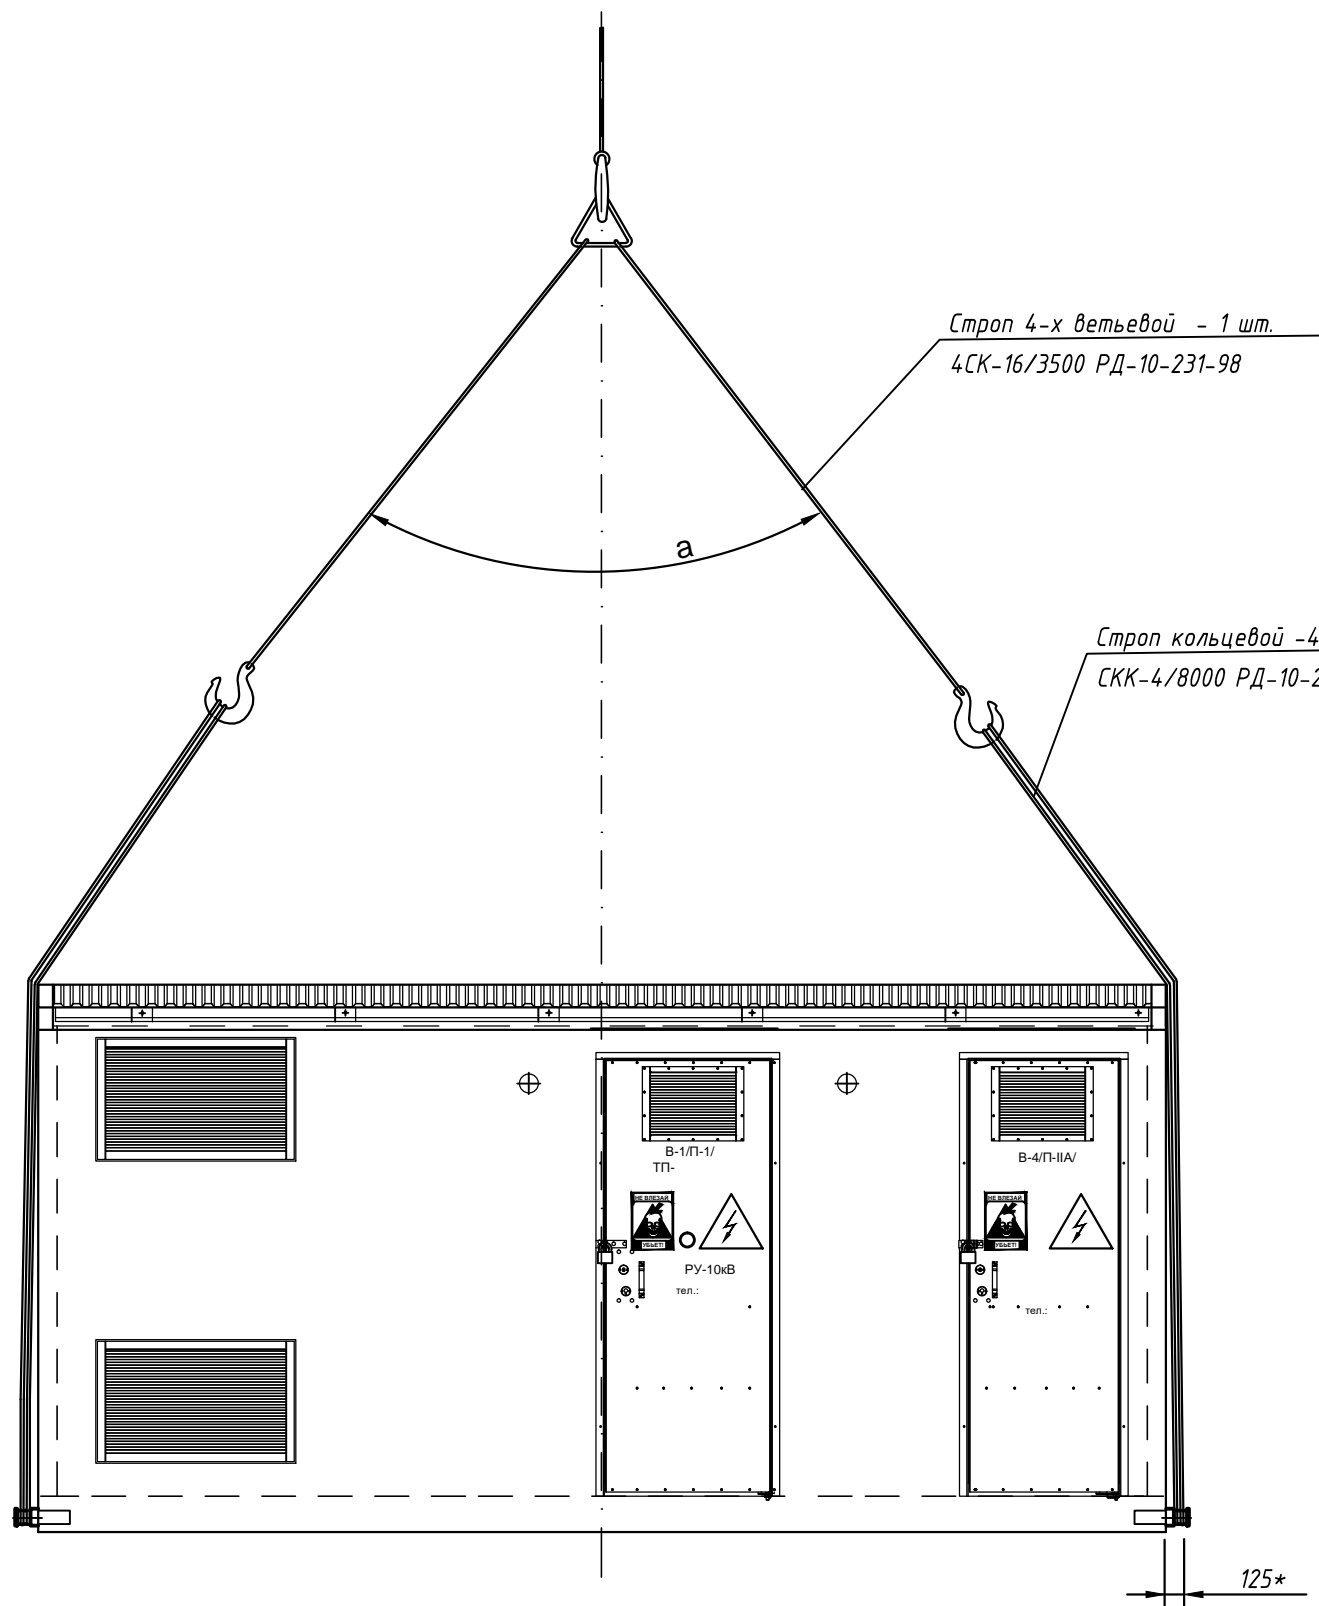 Строп 4-х ветьевой - 1 шт.
4СК-16/3500 РД-10-231-98
а
Строп кольцевой -4
СКК-4/8000 РД-10-2
В-1/П-1/
ТП-
В-4/П-IIА/
НЕ ВЛЕЗАЙ
УБЬЕТ!
НЕ ВЛЕЗАЙ
УБЬЕТ!
РУ-10кВ
тел.:
тел.:
125*